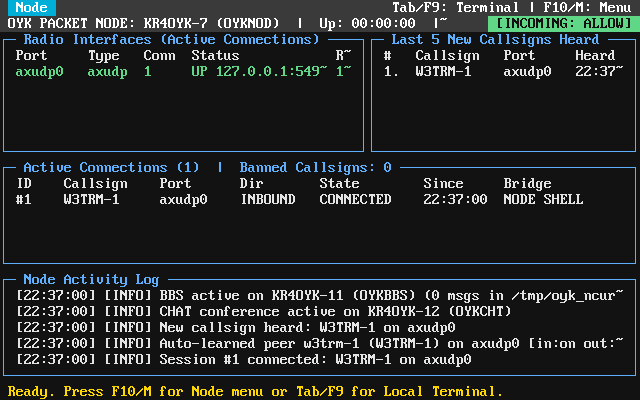 Node Tab/F9: Terminal | F10/M: Menu
OYK PACKET NODE: KR4OYK-7 (OYKNOD) | Up: 00:00:00 |~ [INCOMING: ALLOW]
Radio Interfaces (Active Connections)
Port Type Conn Status R~
axudp0 axudp 1 UP 127.0.0.1:549~ 1~
Last 5 New Callsigns Heard
# Callsign Port Heard
1. W3TRM-1 axudp0 22:37~
Active Connections (1) | Banned Callsigns: 0
ID Callsign Port Dir State Since Bridge
#1 W3TRM-1 axudp0 INBOUND CONNECTED 22:37:00 NODE SHELL
Node Activity Log
[22:37:00] [INFO] BBS active on KR4OYK-11 (OYKBBS) (0 msgs in /tmp/oyk_ncur~
[22:37:00] [INFO] CHAT conference active on KR4OYK-12 (OYKCHT)
[22:37:00] [INFO] New callsign heard: W3TRM-1 on axudp0
[22:37:00] [INFO] Auto-learned peer w3trm-1 (W3TRM-1) on axudp0 [in:on out:~
[22:37:00] [INFO] Session #1 connected: W3TRM-1 on axudp0
Ready. Press F10/M for Node menu or Tab/F9 for Local Terminal.